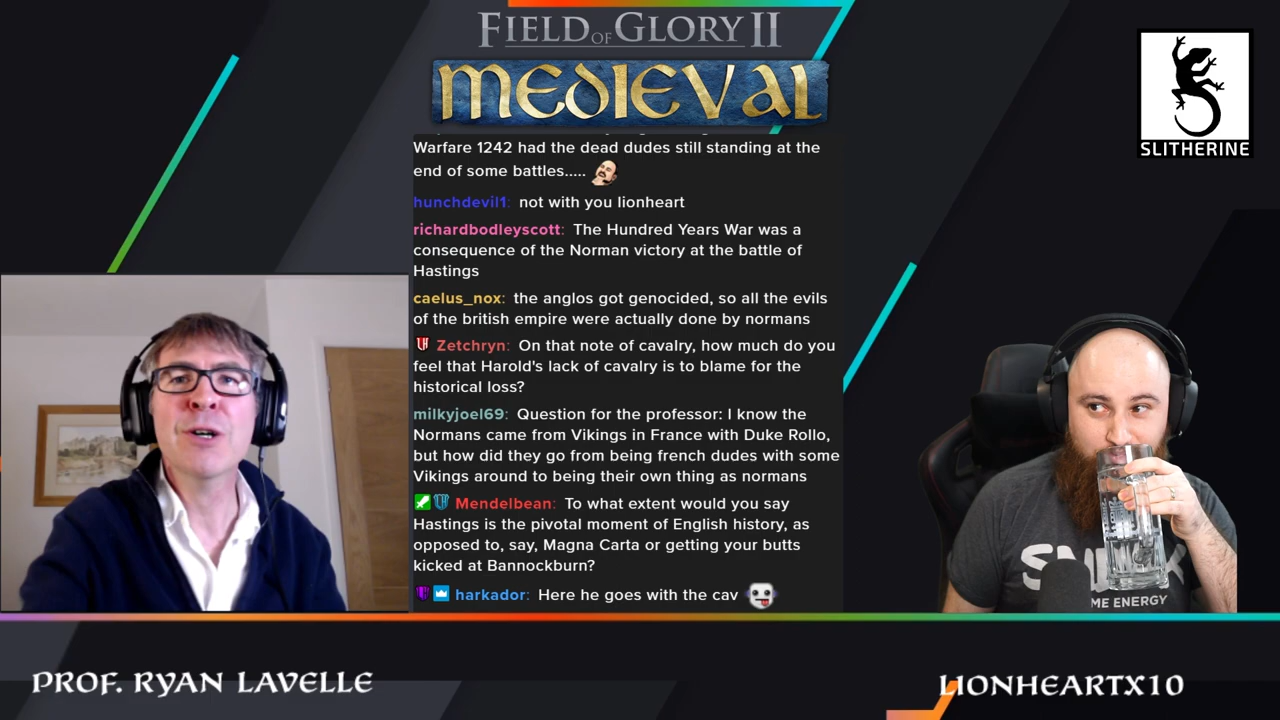 FIELD OF GLORY II
MEDIEVAL
SLITHERINE
Warfare 1242 had the dead dudes still standing at the
end of some battles.....
hunchdevil1: not with you lionheart
richardbodleyscott: The Hundred Years War was a
consequence of the Norman victory at the battle of
Hastings
caelus_nox: the anglos got genocided, so all the evils
of the british empire were actually done by normans
Zetchryn: On that note of cavalry, how much do you
feel that Harold's lack of cavalry is to blame for the
historical loss?
milkyjoel69: Question for the professor: I know the
Normans came from Vikings in France with Duke Rollo,
but how did they go from being french dudes with some
Vikings around to being their own thing as normans
Mendelbean: To what extent would you say
Hastings is the pivotal moment of English history, as
opposed to, say, Magna Carta or getting your butts
kicked at Bannockburn?
harkador: Here he goes with the cav
ME ENERGY
PROF. RYAN LAVELLE
LIONHEARTX10